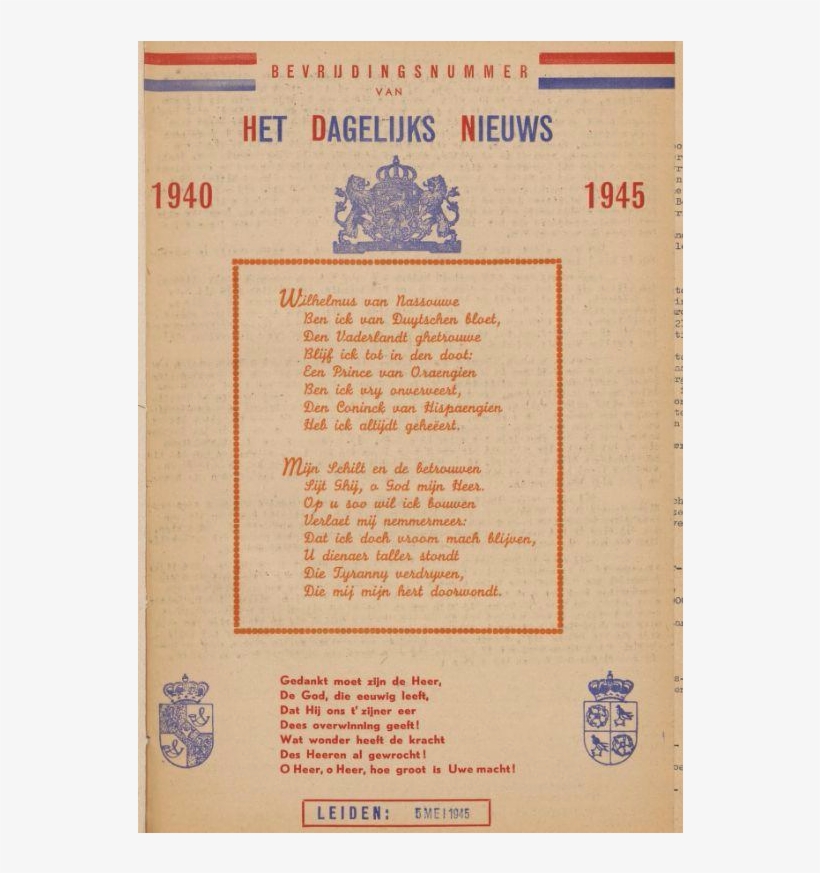 BEVRIJDINGSNUMMER
VAN
HET DAGELIJKS NIEUWS
1940 1945
Wilhelmus van Nassouwe
Ben ick van Duytschen bloet,
Den Vaderlandt ghetrouwe
Blijf ick tot in den doot:
Een Prince van Oraengien
Ben ick vry onverveert,
Den Coninck van Hispaengien
Heb ick altijdt geheëert.
Mijn Schilt en de betrouwen
Sijt Ghij, o God mijn Heer.
Op u soo wil ick bouwen
Verlaet mij nemmermeer:
Dat ick doch vroom mach blijven,
U dienaer taller stondt
Die Tyranny verdryven,
Die mij mijn hert doorwondt.
Gedankt moet zijn de Heer,
De God, die eeuwig leeft,
Dat Hij ons t' zijner eer
Dees overwinning geeft!
Wat wonder heeft de kracht
Des Heeren al gewrocht!
O Heer, o Heer, hoe groot is Uwe macht!
LEIDEN: 5 MEI 1945